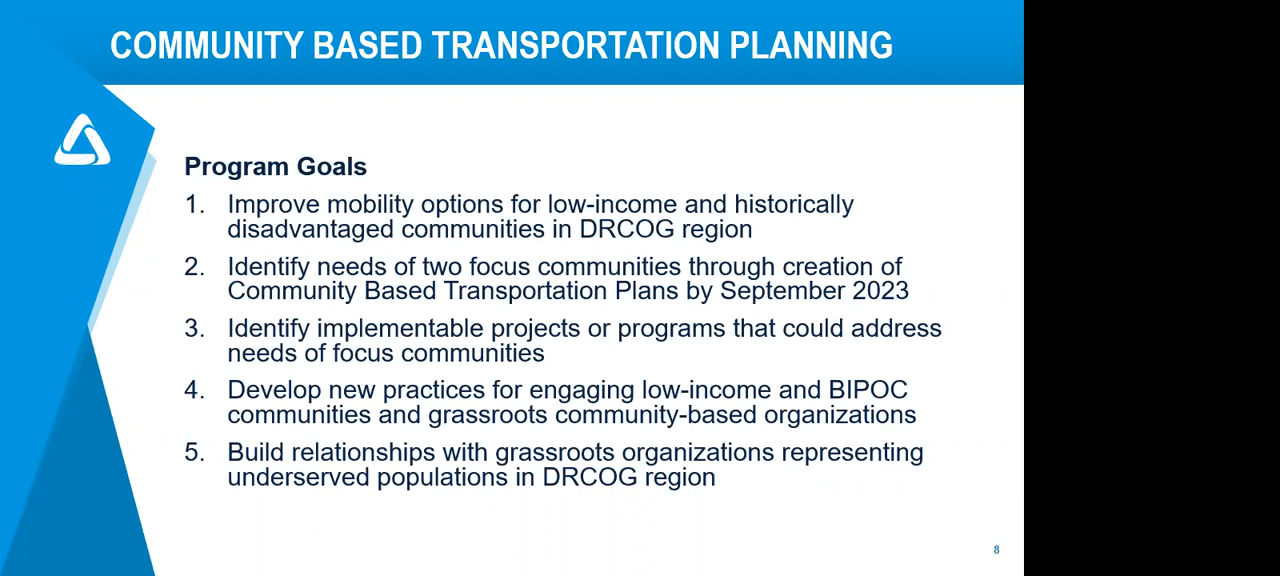 COMMUNITY BASED TRANSPORTATION PLANNING
Program Goals
1. Improve mobility options for low-income and historically
disadvantaged communities in DRCOG region
2. Identify needs of two focus communities through creation of
Community Based Transportation Plans by September 2023
3. Identify implementable projects or programs that could address
needs of focus communities
4. Develop new practices for engaging low-income and BIPOC
communities and grassroots community-based organizations
5. Build relationships with grassroots organizations representing
underserved populations in DRCOG region
8